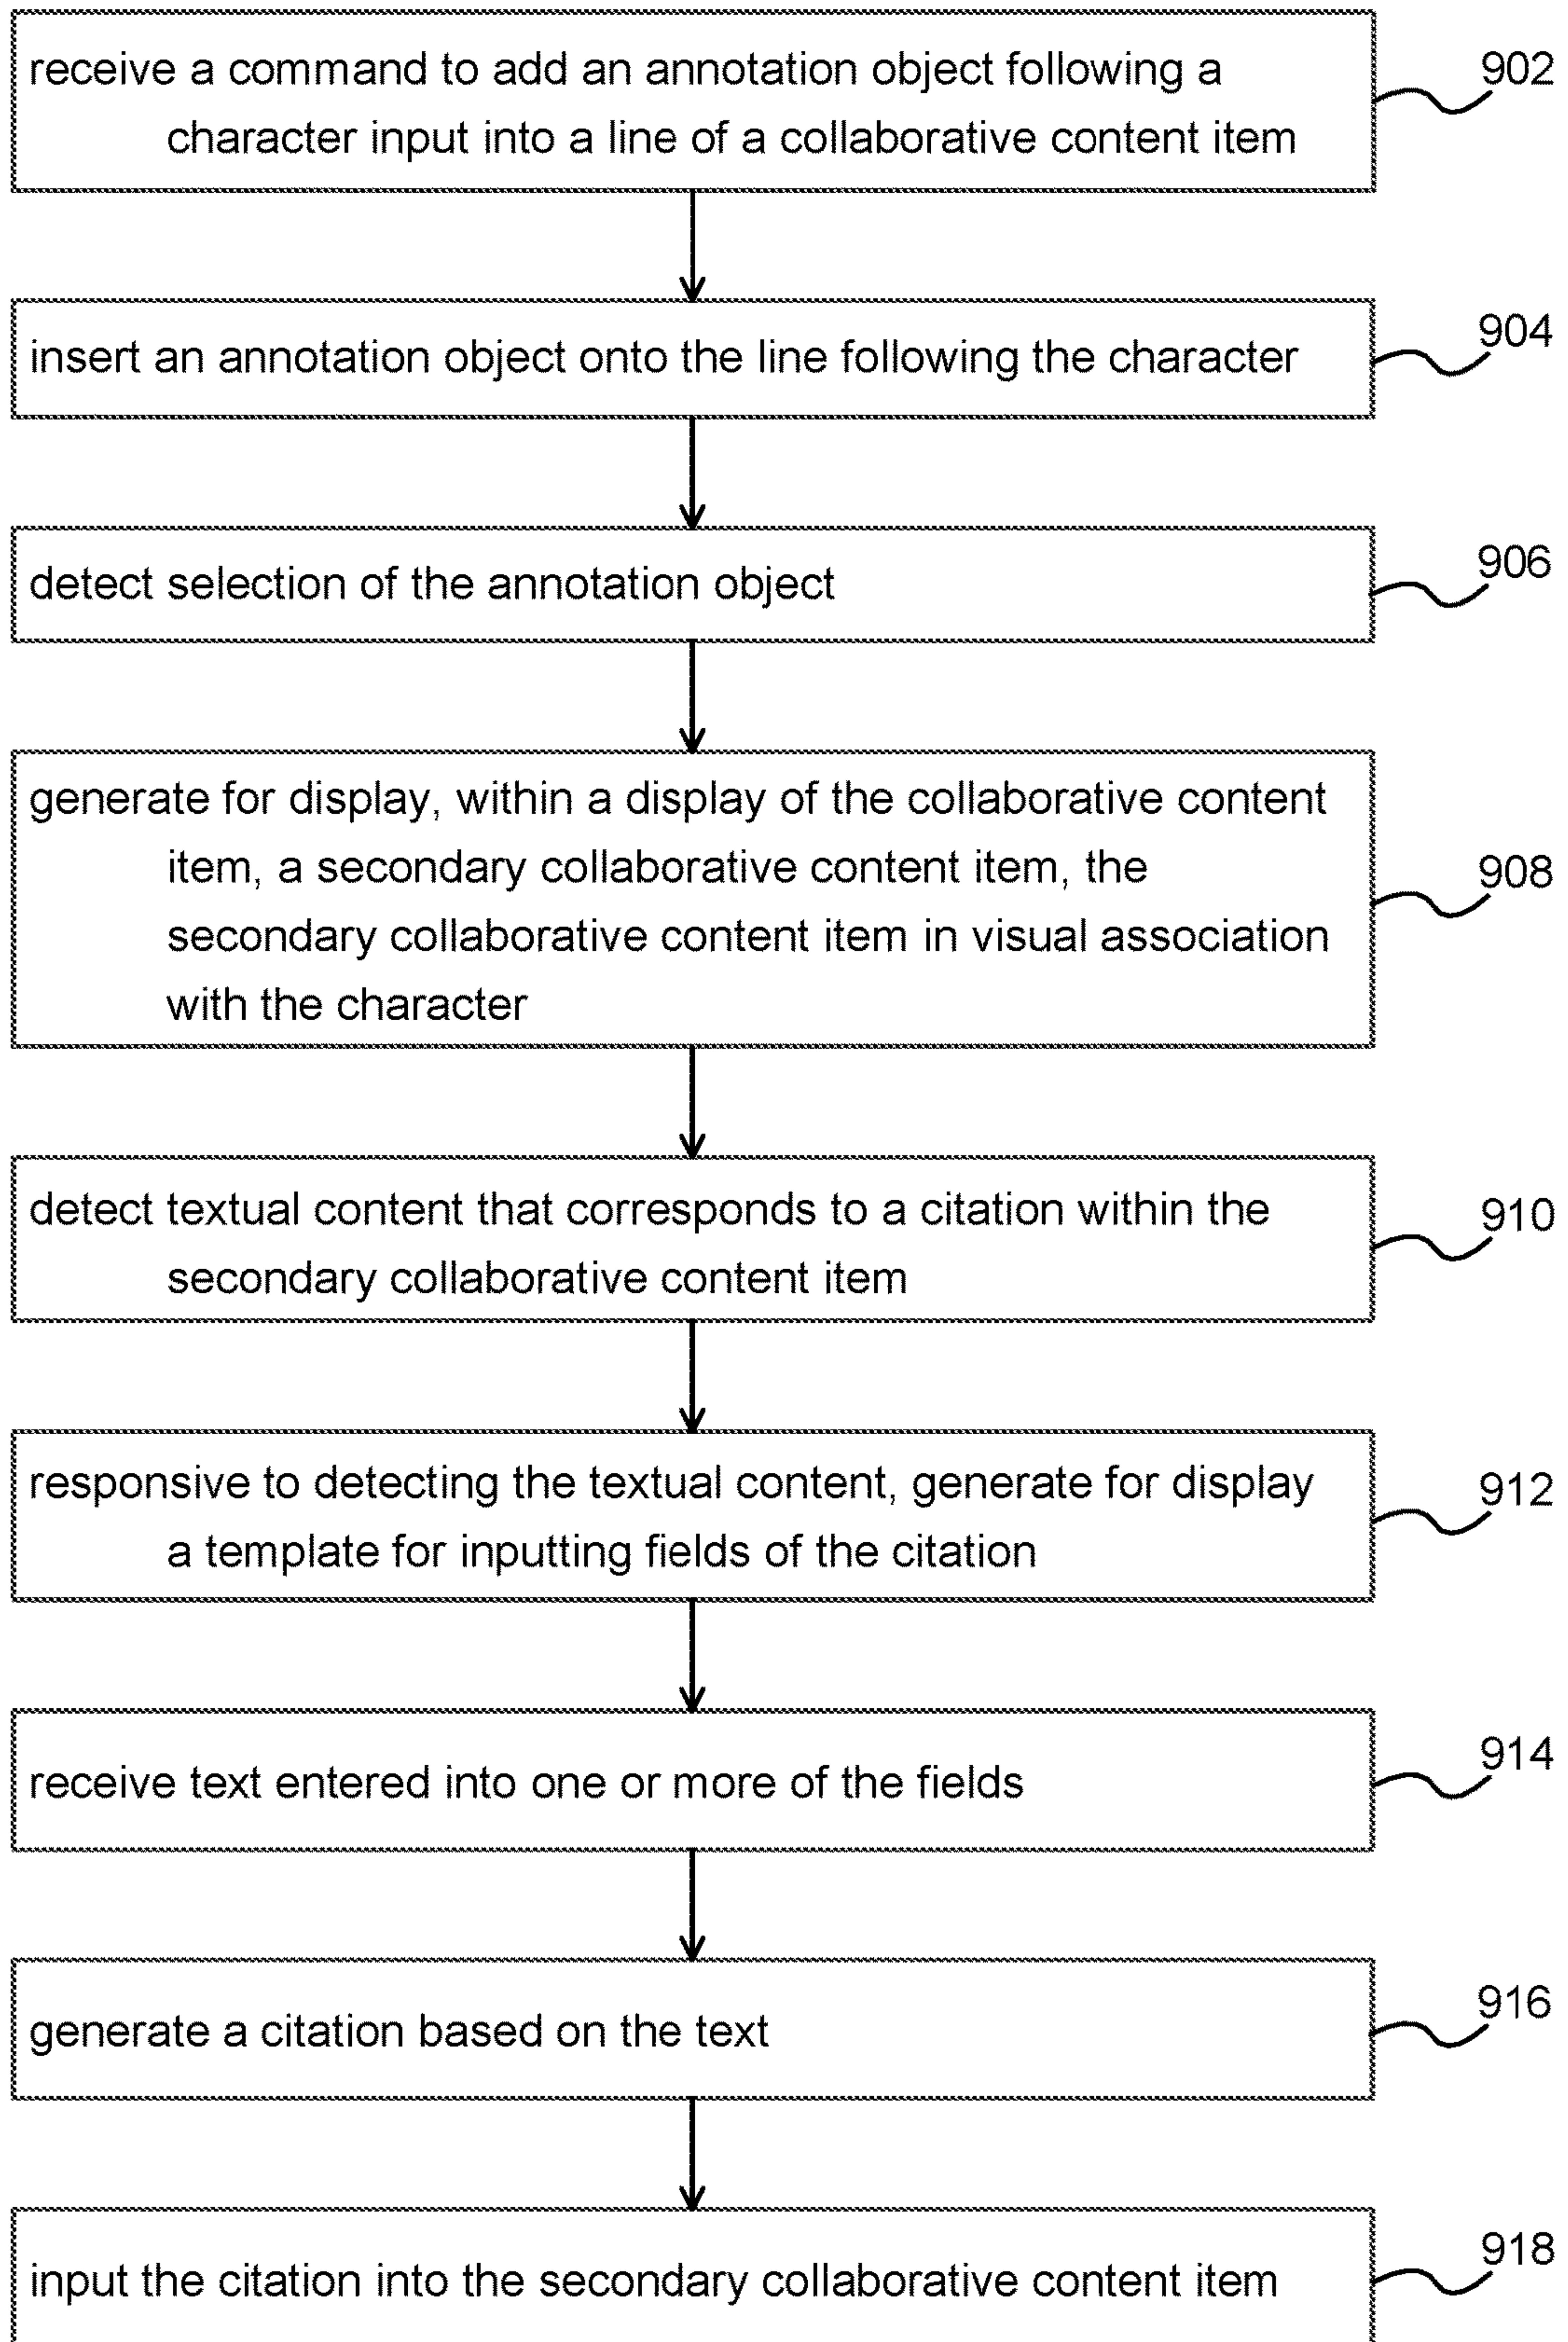 receive a command to add an annotation object following a
902
character input into a line of a collaborative content item
insert an annotation object onto the line following the character
904
detect selection of the annotation object
906
generate for display, within a display of the collaborative content
item, a secondary collaborative content item, the
908
secondary collaborative content item in visual association
with the character
detect textual content that corresponds to a citation within the
910
secondary collaborative content item
responsive to detecting the textual content, generate for display
912
a template for inputting fields of the citation
receive text entered into one or more of the fields
914
generate a citation based on the text
916
input the citation into the secondary collaborative content item
918